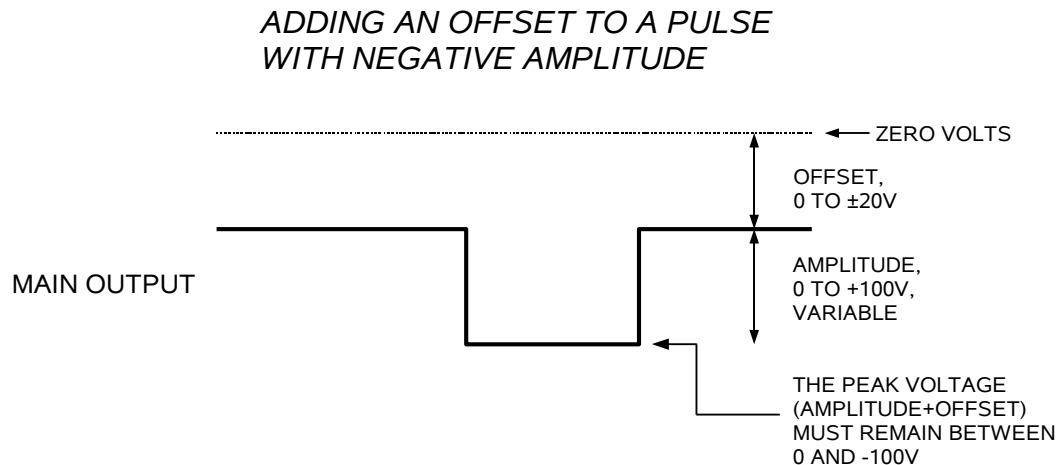 ADDING AN OFFSET TO A PULSE
WITH NEGATIVE AMPLITUDE
ZERO VOLTS
OFFSET,
0 TO ±20V
MAIN OUTPUT
AMPLITUDE,
0 TO +100V,
VARIABLE
THE PEAK VOLTAGE
(AMPLITUDE+OFFSET)
MUST REMAIN BETWEEN
0 AND -100V